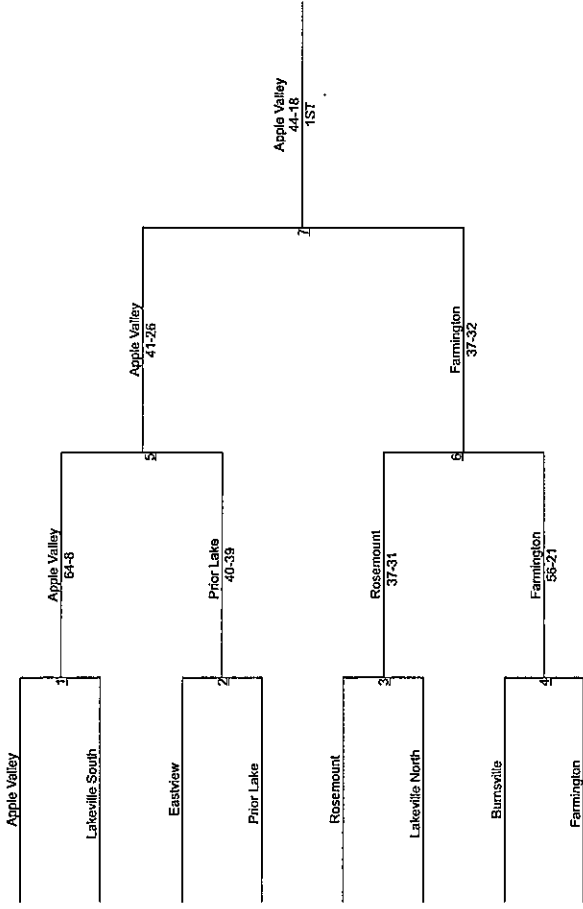 Apple Valley
Lakeville South
Eastview
Prior Lake
Rosemount
Lakeville North
Burnsville
Farmington
1
2
3
4
Apple Valley
64-8
Prior Lake
40-39
Rosemount
37-31
Farmington
56-21
5
6
Apple Valley
41-26
Farmington
37-32
7
Apple Valley
44-18
1ST